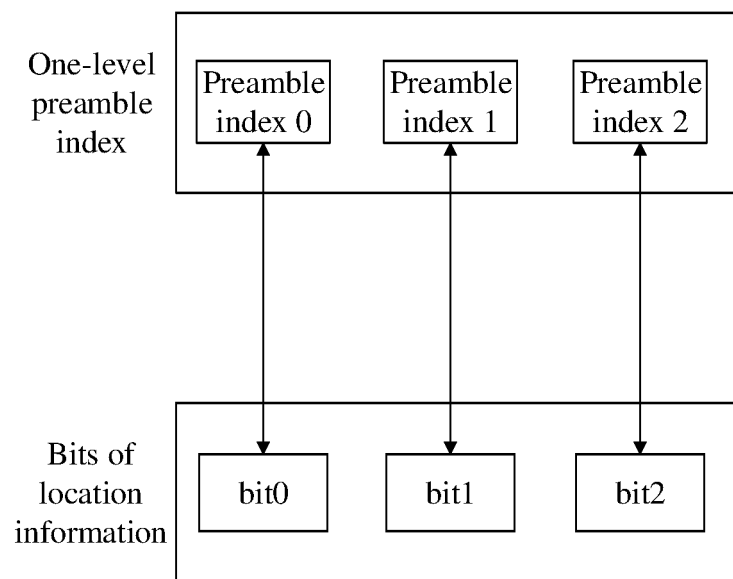 One-level
preamble
index
Preamble
index 0
Preamble
index 1
Preamble
index 2
Bits of
location
information
bit0
bit1
bit2